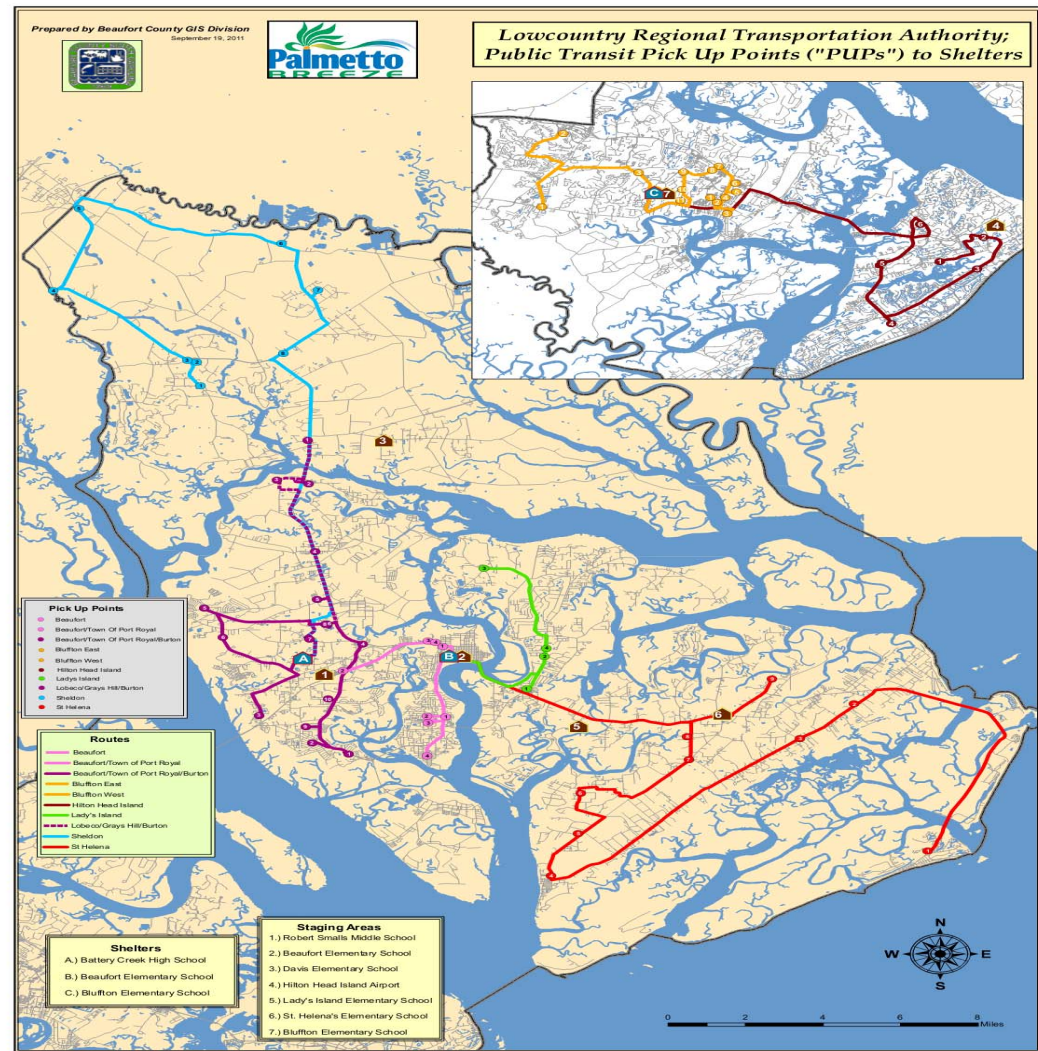 Prepared by Beaufort County GIS Division
September 19, 2011
Palmetto
BREEZE
Lowcountry Regional Transportation Authority;
Public Transit Pick Up Points ("PUPs") to Shelters
Pick Up Points
Beaufort
Beaufort/Town Of Port Royal
Beaufort/Town Of Port Royal/Burton
Bluffton East
Bluffton West
Hilton Head Island
Ladys Island
Lobeco/Grays Hill/Burton
Sheldon
St Helena
Routes
Beaufort
Beaufort/Town of Port Royal
Beaufort/Town of Port Royal/Burton
Bluffton East
Bluffton West
Hilton Head Island
Lady's Island
Lobeco/Grays Hill/Burton
Sheldon
St Helena
Shelters
A.) Battery Creek High School
B.) Beaufort Elementary School
C.) Bluffton Elementary School
Staging Areas
1.) Robert Smalls Middle School
2.) Beaufort Elementary School
3.) Davis Elementary School
4.) Hilton Head Island Airport
5.) Lady's Island Elementary School
6.) St. Helena's Elementary School
7.) Bluffton Elementary School
C 7
4
3
A
1
B 2
5
6
N
W E
S
0 2 4 6 8
Miles